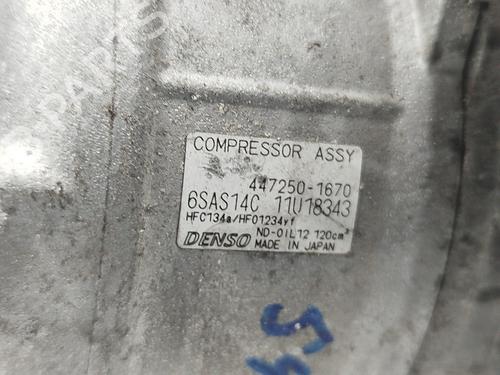 COMPRESSOR ASSY
447250-1670
6SAS14C 11U18343
HFC134a/HFO1234yf
DENSO ND-OIL12 120cm³
MADE IN JAPAN